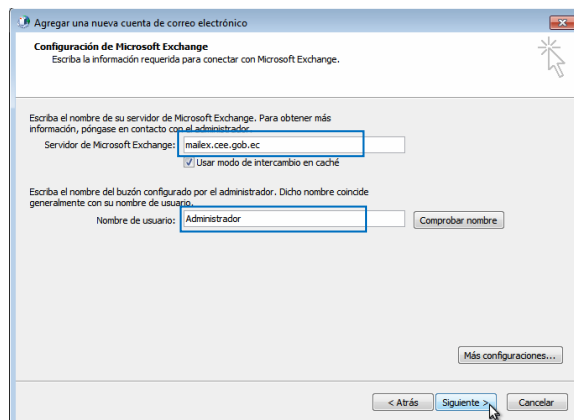 Agregar una nueva cuenta de correo electrónico
Configuración de Microsoft Exchange
Escriba la información requerida para conectar con Microsoft Exchange.
Escriba el nombre de su servidor de Microsoft Exchange. Para obtener más
información, póngase en contacto con el administrador.
Servidor de Microsoft Exchange: mailex.cee.gob.ec
Usar modo de intercambio en caché
Escriba el nombre del buzón configurado por el administrador. Dicho nombre coincide
generalmente con su nombre de usuario.
Nombre de usuario: Administrador Comprobar nombre
Más configuraciones...
< Atrás Siguiente > Cancelar